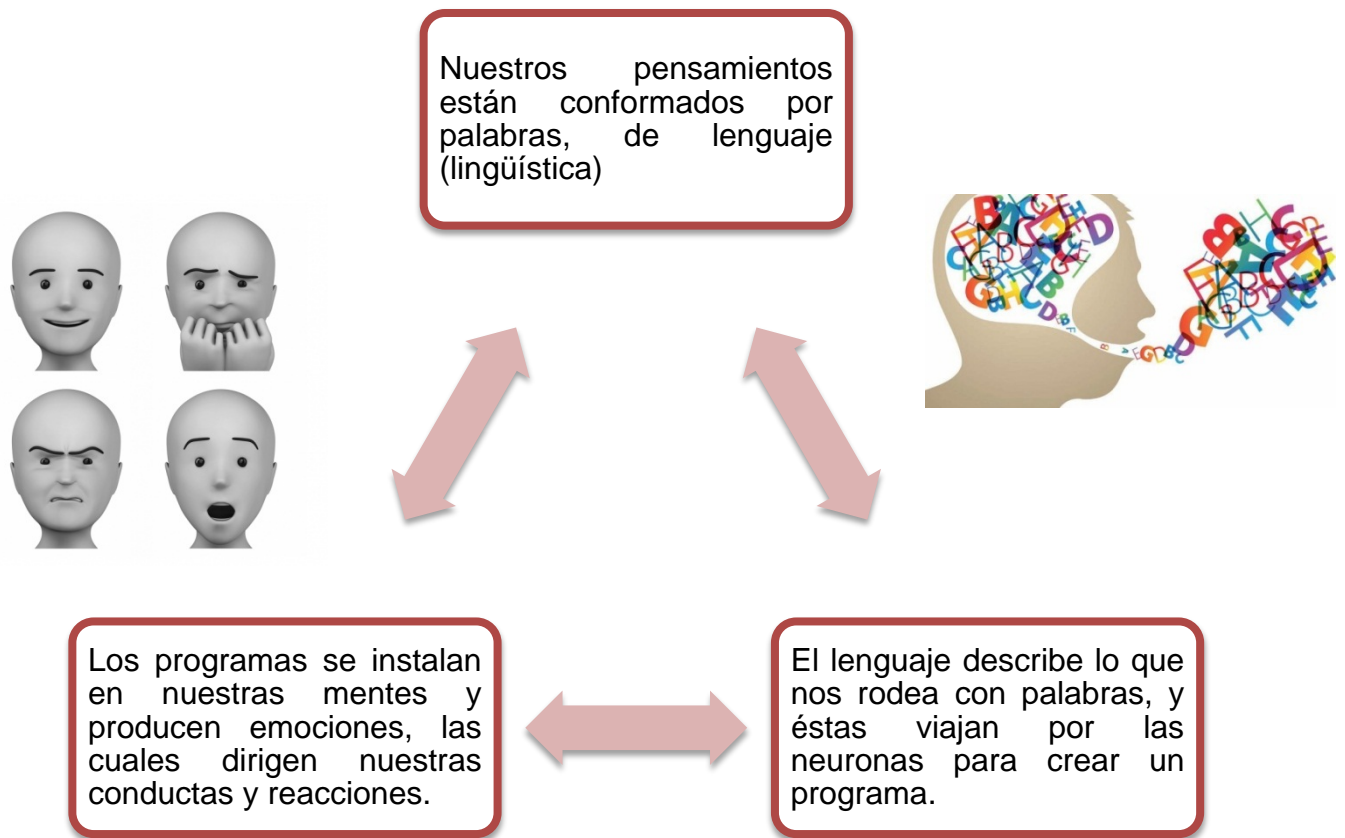 Nuestros pensamientos
están conformados por
palabras, de lenguaje
(lingüística)
Los programas se instalan
en nuestras mentes y
producen emociones, las
cuales dirigen nuestras
conductas y reacciones.
El lenguaje describe lo que
nos rodea con palabras, y
éstas viajan por las
neuronas para crear un
programa.